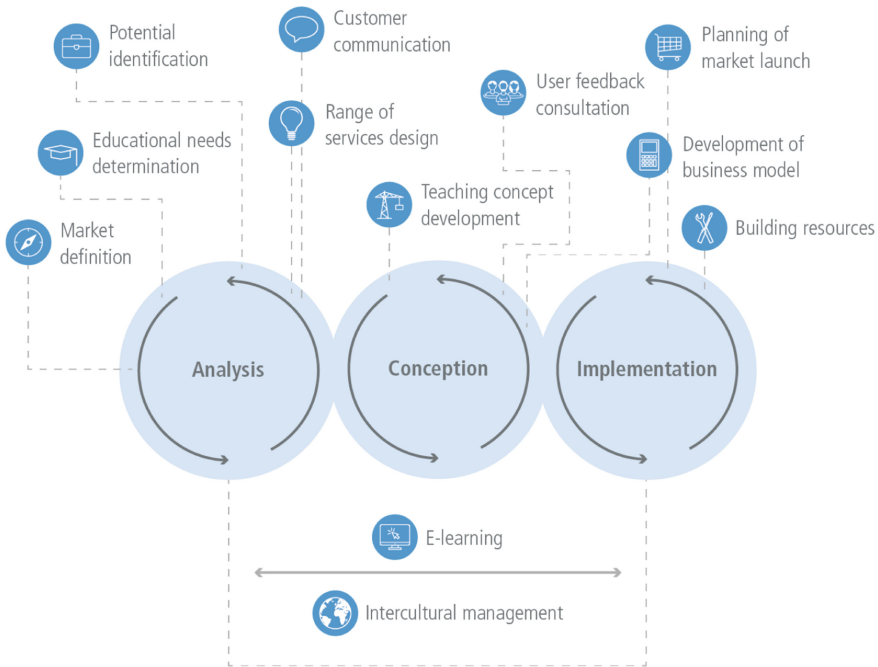 Potential
identification
Customer
communication
Planning of
market launch
User feedback
consultation
Range of
services design
Educational needs
determination
Development of
business model
Teaching concept
development
Market
definition
Building resources
Analysis
Conception
Implementation
E-learning
Intercultural management